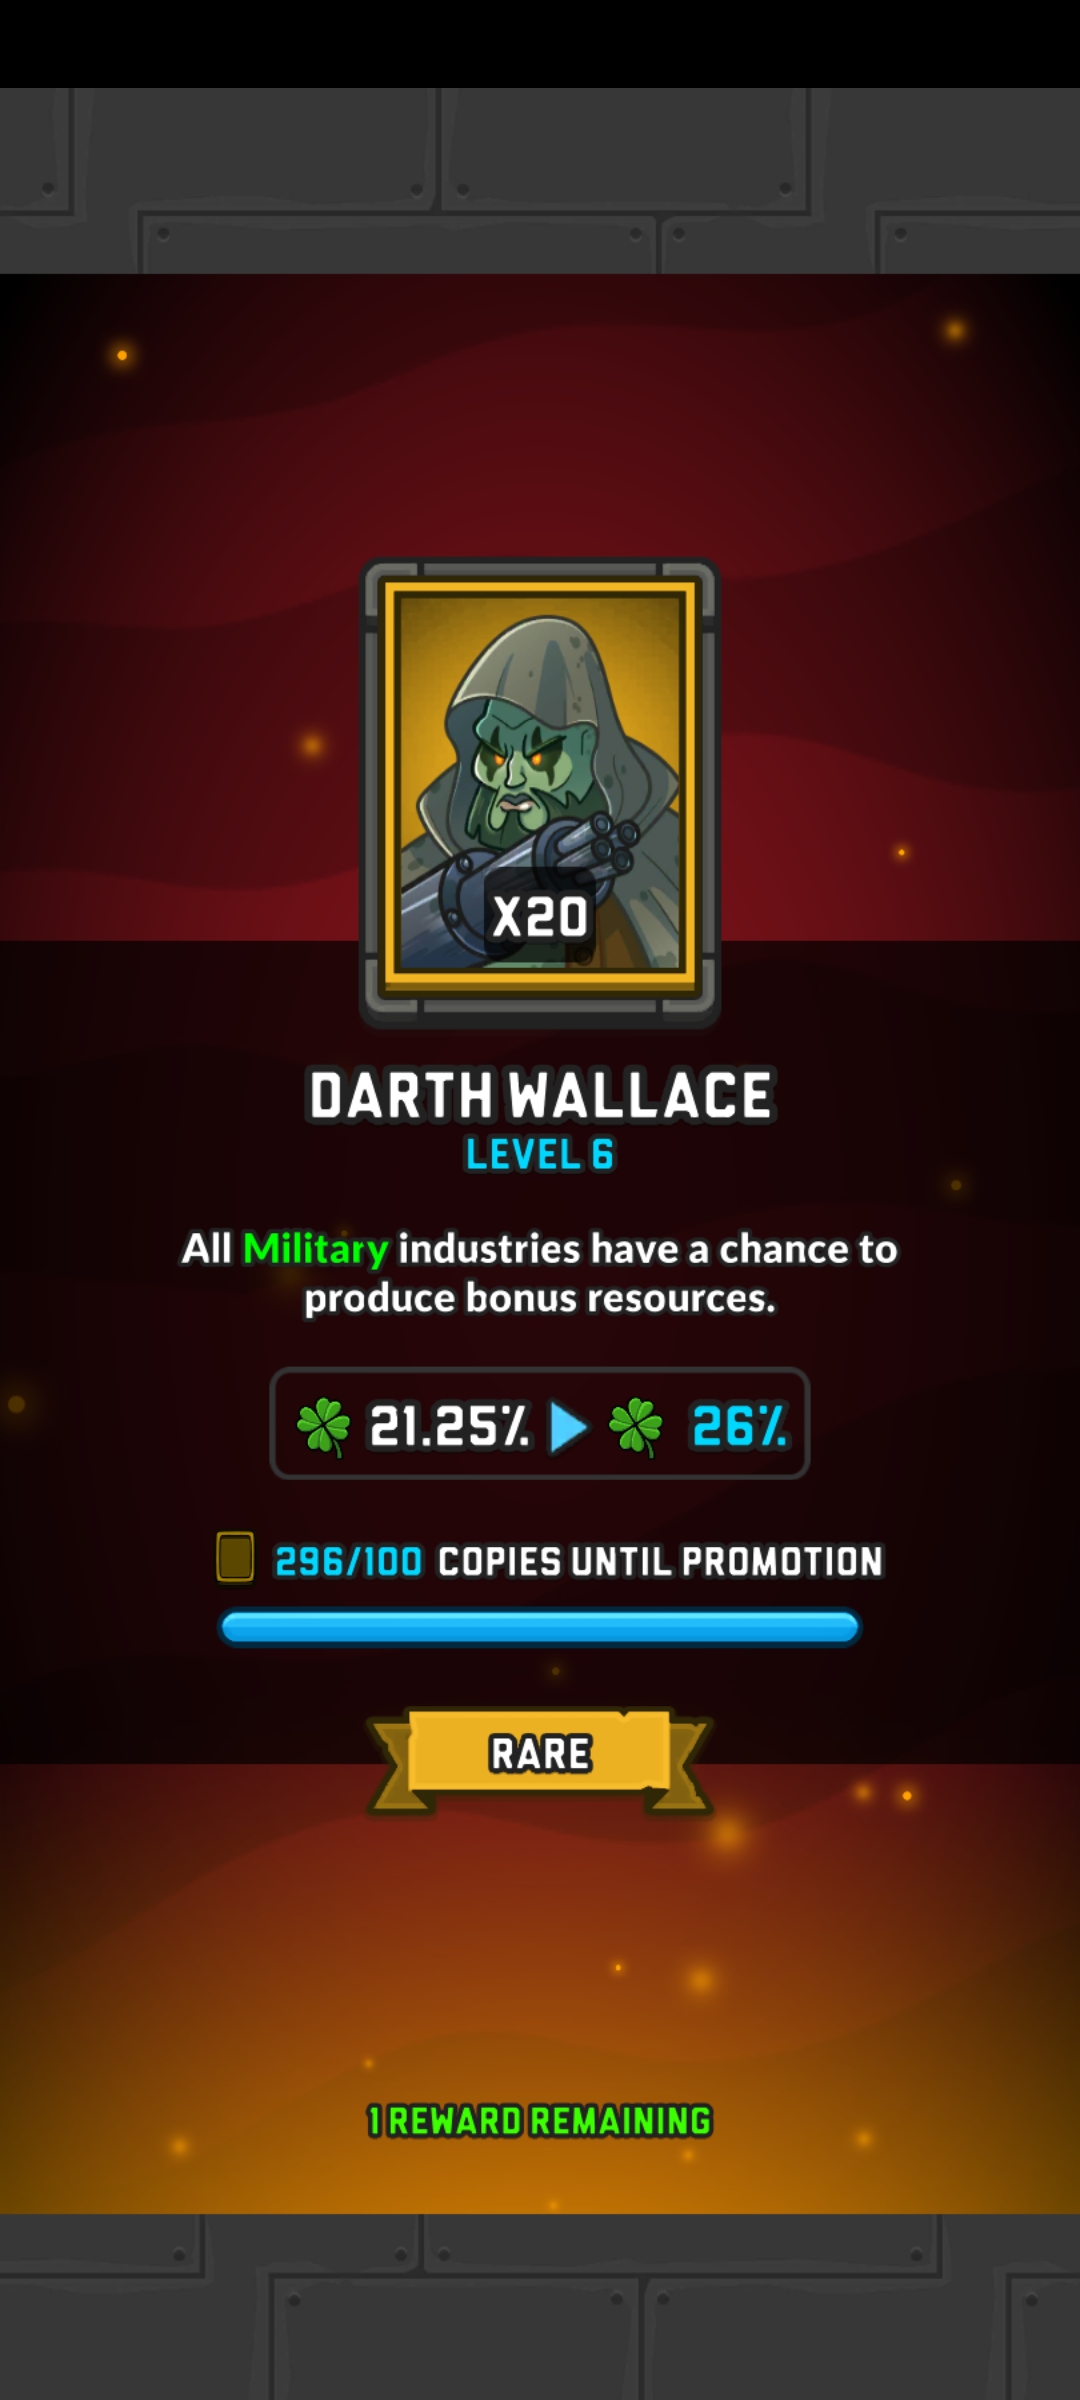 X20
DARTH WALLACE
LEVEL 6
All Military industries have a chance to
produce bonus resources.
21.25% 26%
296/100 COPIES UNTIL PROMOTION
RARE
1 REWARD REMAINING